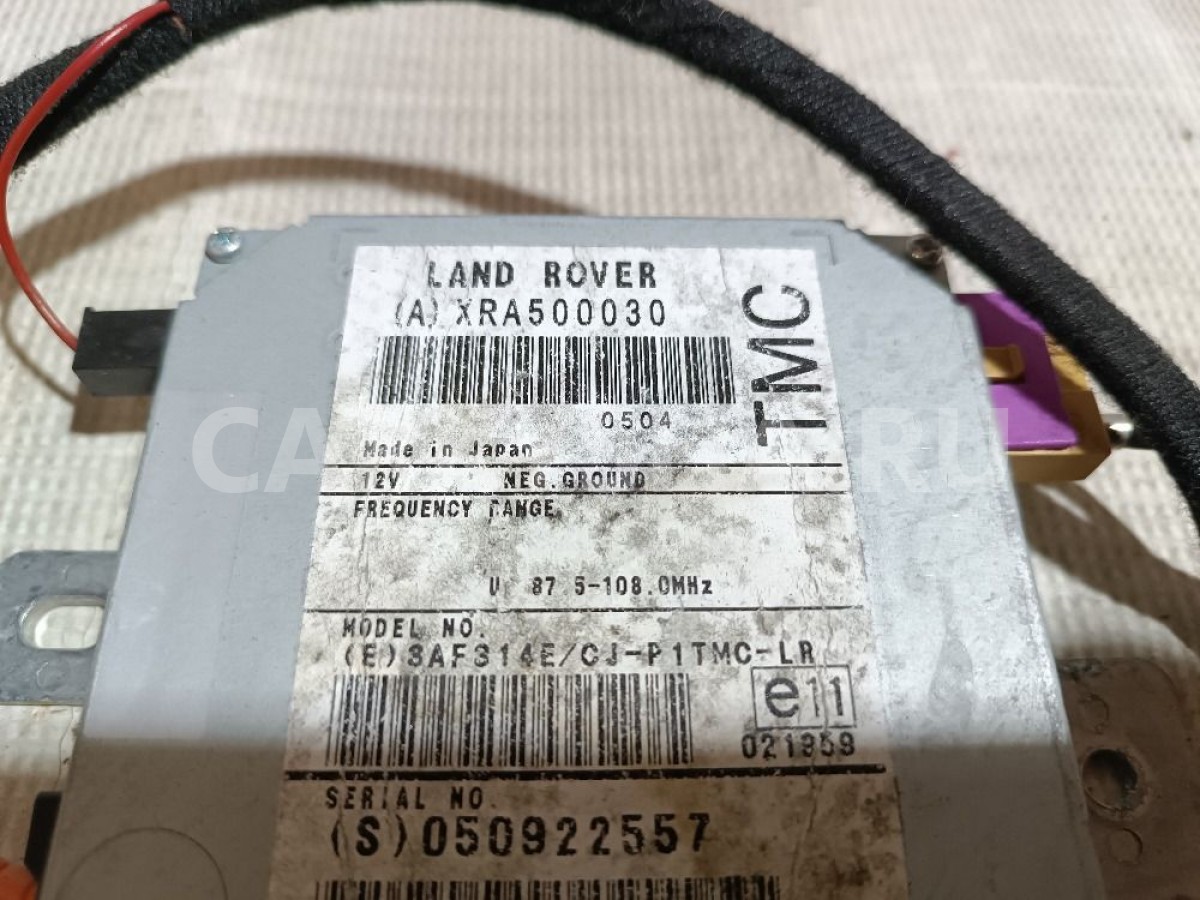 LAND ROVER
(A) XRA500030
TMC
0504
Made in Japan
12V NEG.GROUND
FREQUENCY RANGE
U 87.5-108.0MHz
MODEL NO.
(E)3AF314E/CJ-P1TMC-LR
e11
021959
SERIAL NO.
(S)050922557